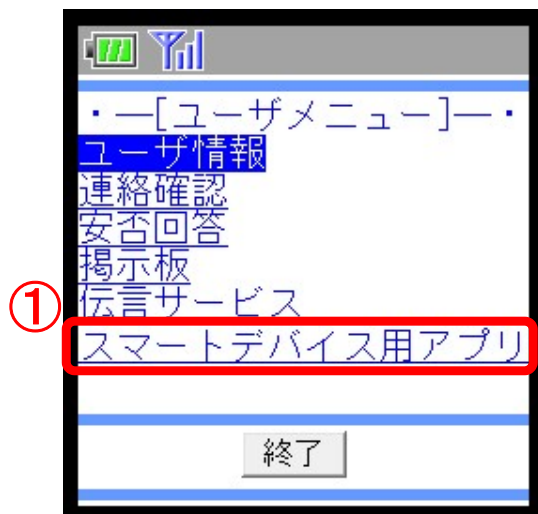 ・—[ユーザメニュー]—・
ユーザ情報
連絡確認
安否回答
掲示板
伝言サービス
①
スマートデバイス用アプリ
終了